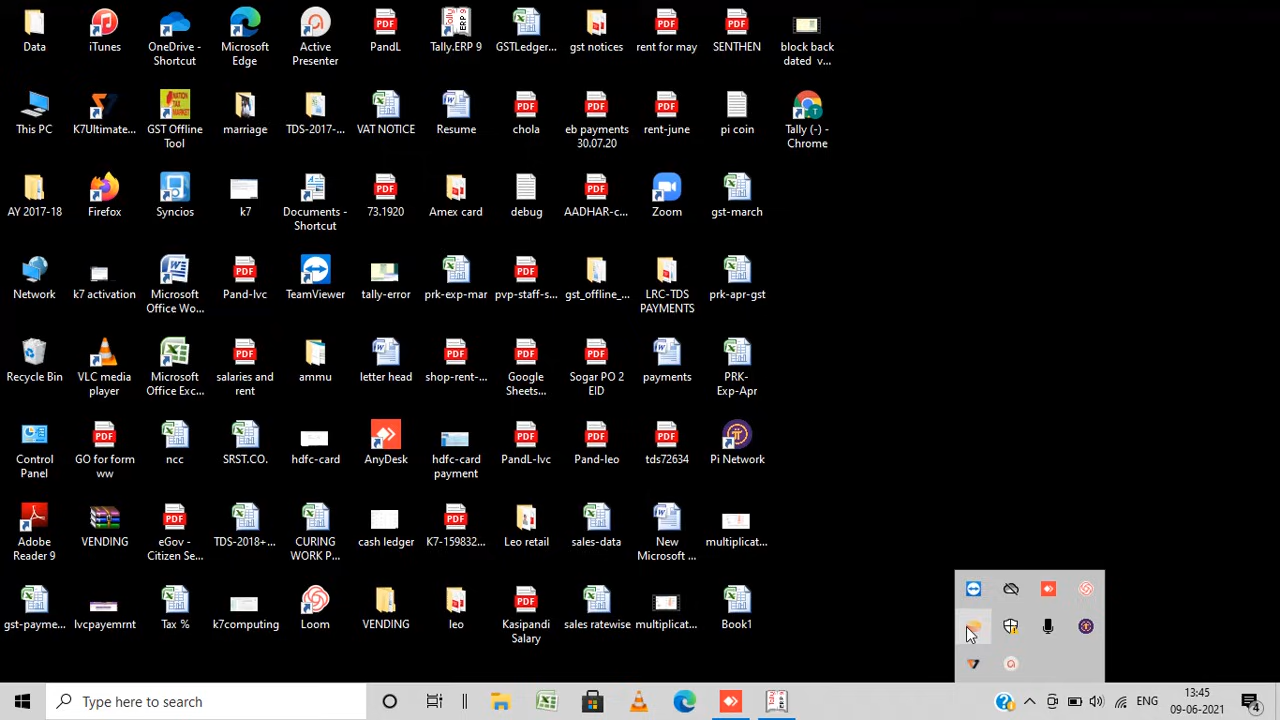 Data
iTunes
OneDrive -
Shortcut
Microsoft
Edge
Active
Presenter
PandL
Tally.ERP 9
GSTLedger...
gst notices
rent for may
SENTHEN
block back
dated v...
This PC
K7Ultimate...
GST Offline
Tool
marriage
TDS-2017-...
VAT NOTICE
Resume
chola
eb payments
30.07.20
rent-june
pi coin
Tally (-) -
Chrome
AY 2017-18
Firefox
Syncios
k7
Documents -
Shortcut
73.1920
Amex card
debug
AADHAR-c...
Zoom
gst-march
Network
k7 activation
Microsoft
Office Wo...
Pand-lvc
TeamViewer
tally-error
prk-exp-mar
pvp-staff-s...
gst_offline_...
LRC-TDS
PAYMENTS
prk-apr-gst
Recycle Bin
VLC media
player
Microsoft
Office Exc...
salaries and
rent
ammu
letter head
shop-rent-...
Google
Sheets...
Sogar PO 2
EID
payments
PRK-
Exp-Apr
Control
Panel
GO for form
ww
ncc
SRST.CO.
hdfc-card
AnyDesk
hdfc-card
payment
PandL-lvc
Pand-leo
tds72634
Pi Network
Adobe
Reader 9
VENDING
eGov -
Citizen Se...
TDS-2018+...
CURING
WORK P...
cash ledger
K7-159832...
Leo retail
sales-data
New
Microsoft ...
multiplicat...
gst-payme...
lvcpayemrnt
Tax %
k7computing
Loom
VENDING
leo
Kasipandi
Salary
sales ratewise
multiplicat...
Book1
Type here to search
ENG
13:45
09-06-2021
4